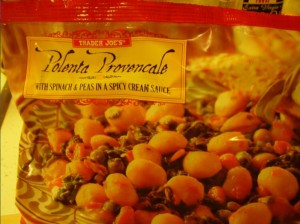 TRADER JOE'S
Polenta Provencale
WITH SPINACH & PEAS IN A SPICY CREAM SAUCE